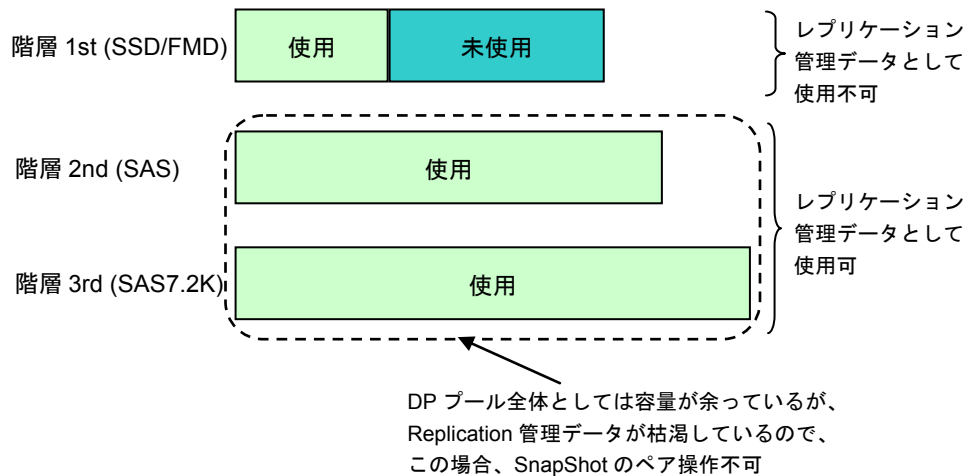 階層 1st (SSD/FMD)
使用
未使用
レプリケーション
管理データとして
使用不可
階層 2nd (SAS)
使用
レプリケーション
管理データとして
使用可
階層 3rd (SAS7.2K)
使用
DP プール全体としては容量が余っているが、
Replication 管理データが枯渇しているので、
この場合、SnapShot のペア操作不可